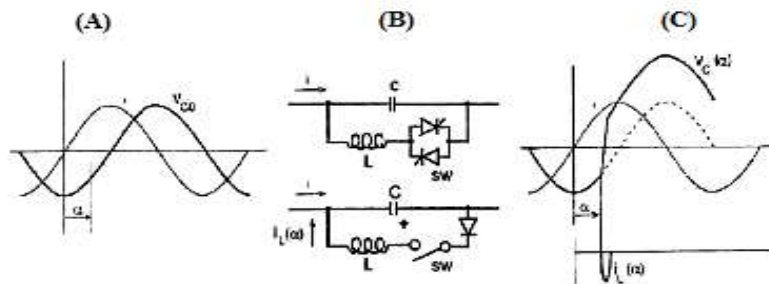 (A) (B) (C)
i
V_C0
α
i
C
L
SW
i
C
+
i_L(α)
L
SW
V_C(α)
i
α
i_L(α)